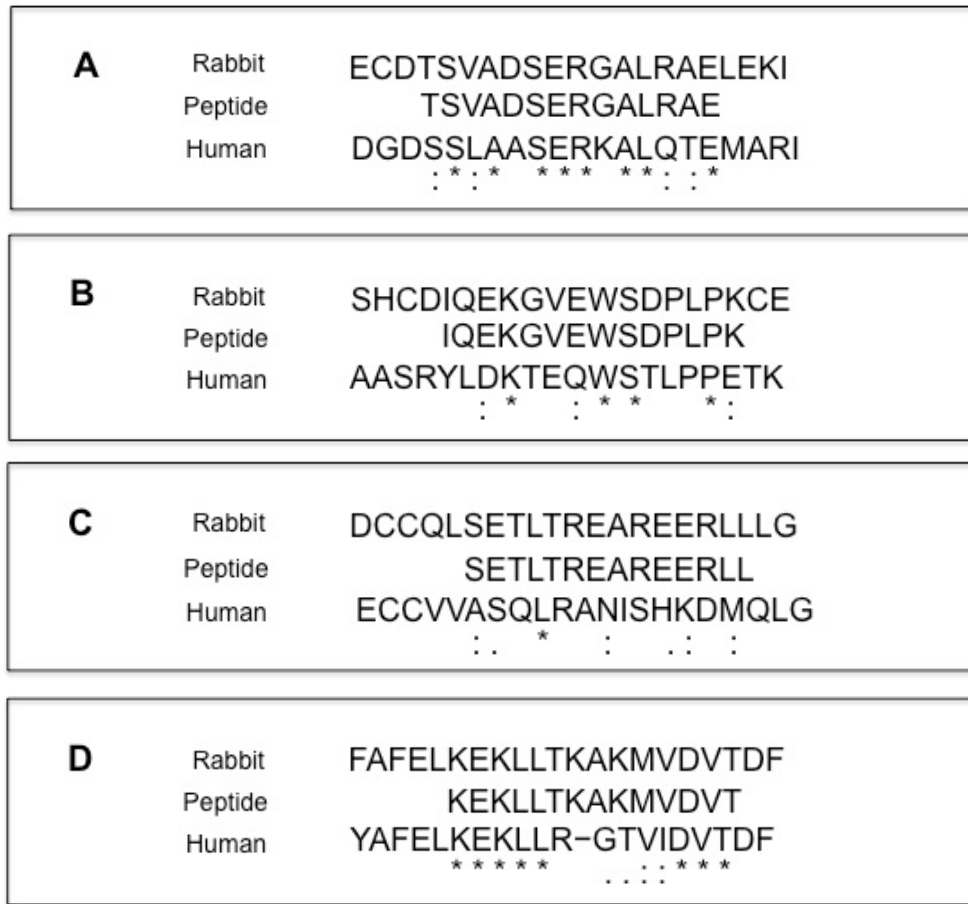 A
Rabbit ECDTSVADSERGALRAELEKI
Peptide TSVADSERGALRAE
Human DGDSSLAASERKALQTEMARI
:*:* *** **: :*
B
Rabbit SHCDIQEKGVEWSDPLPKCE
Peptide IQEKGVEWSDPLPK
Human AASRYLDKTEQWSTLPPETK
: * : * * * :
C
Rabbit DCCQLSETLTREAREERLLLG
Peptide SETLTREAREERLL
Human ECCVVASQLRANISHKDMQLG
: . * : . : :
D
Rabbit FAFELKEKLLTKAKMVDVTDF
Peptide KEKLLTKAKMVDVT
Human YAFELKEKLLR–GTVIDVTDF
* * * * * . . : : * * *